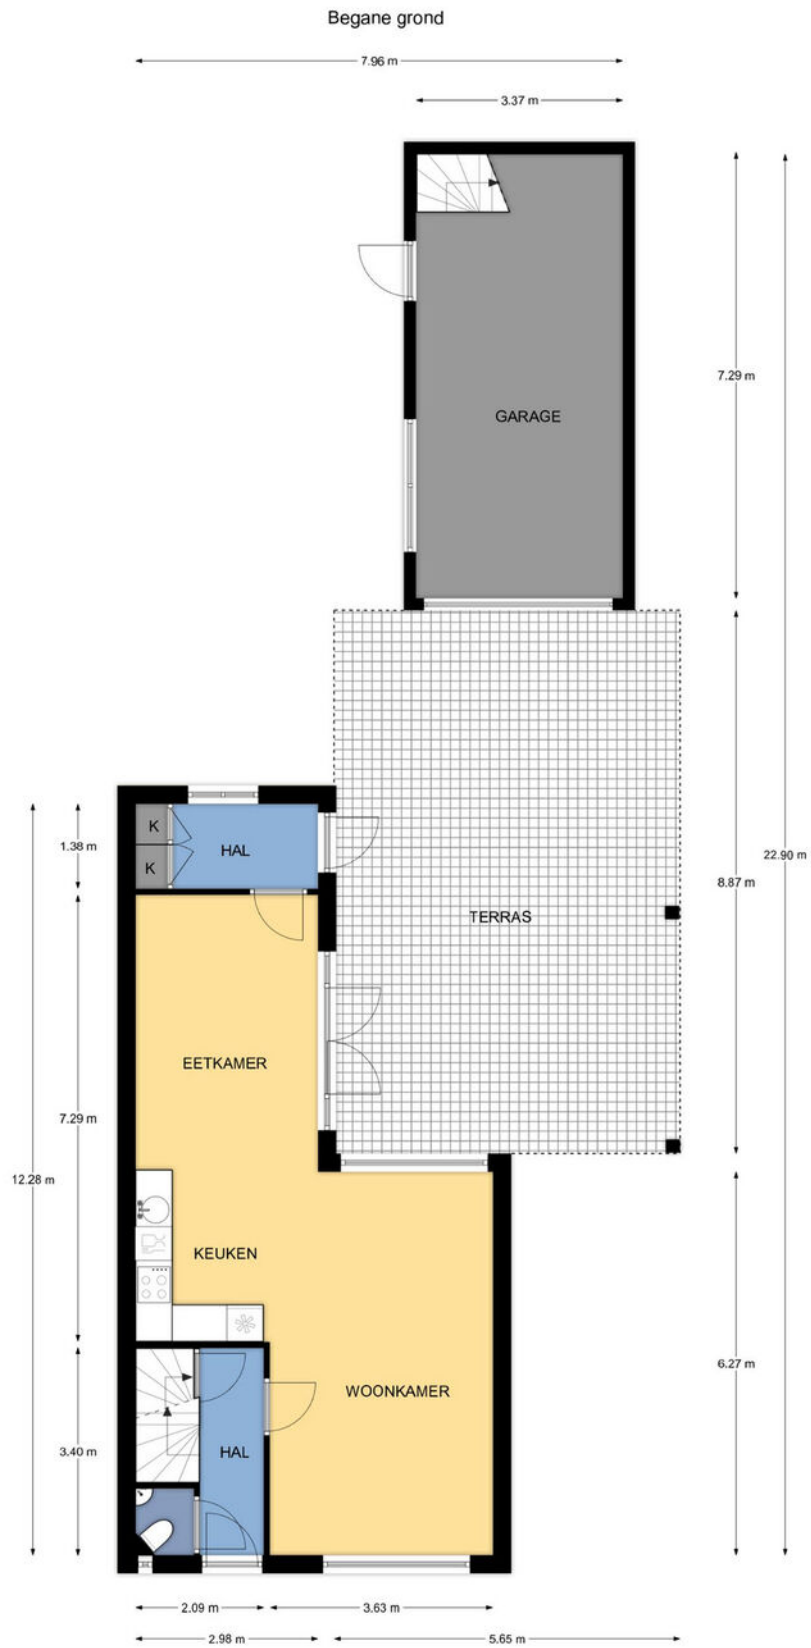 Begane grond
7.96 m
3.37 m
7.29 m
GARAGE
22.90 m
8.87 m
1.38 m
K
K
HAL
TERRAS
EETKAMER
7.29 m
12.28 m
KEUKEN
6.27 m
WOONKAMER
3.40 m
HAL
2.09 m
3.63 m
2.98 m
5.65 m